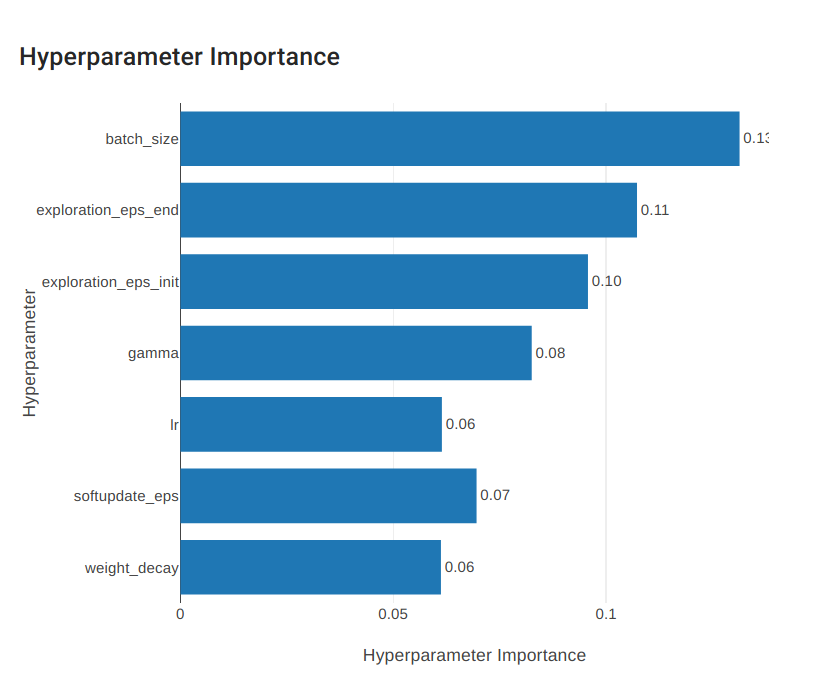 Hyperparameter Importance
batch_size
0.13
exploration_eps_end
0.11
exploration_eps_init
0.10
gamma
0.08
lr
0.06
softupdate_eps
0.07
weight_decay
0.06
0
0.05
0.1
Hyperparameter
Hyperparameter Importance